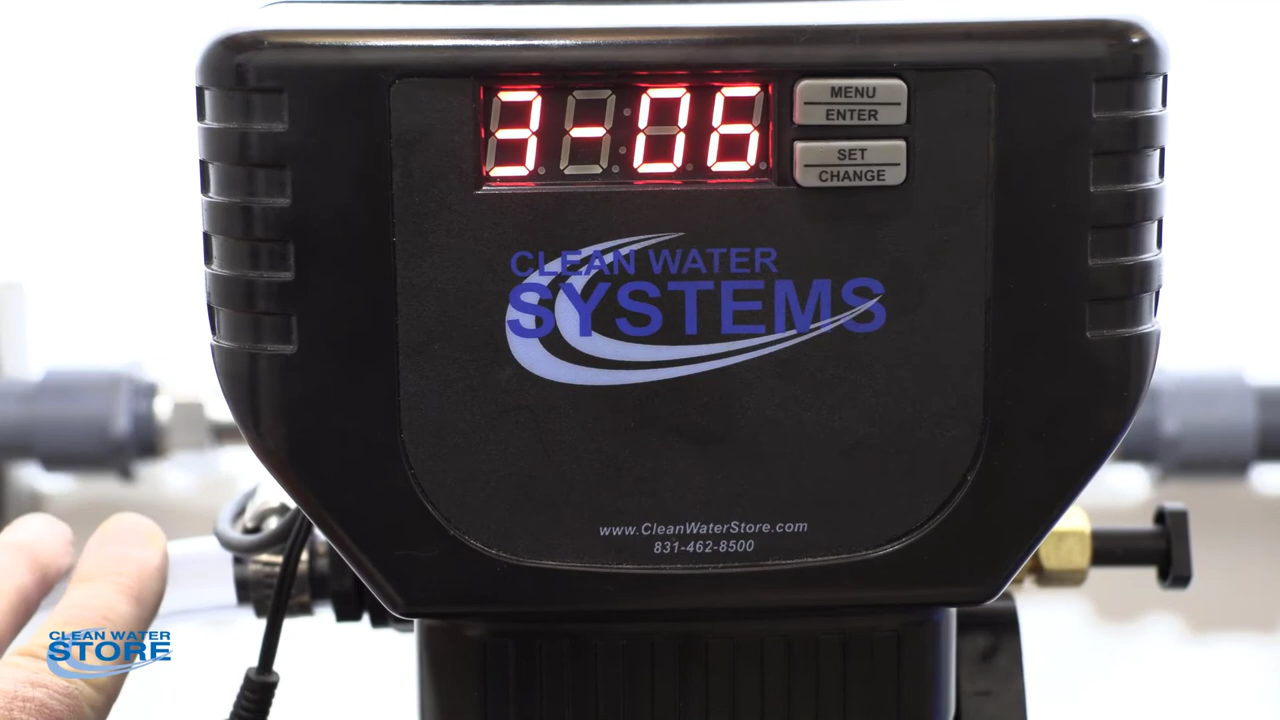 3-06
MENU
ENTER
SET
CHANGE
CLEAN WATER
SYSTEMS
www.CleanWaterStore.com
831-462-8500
CLEAN WATER
STORE